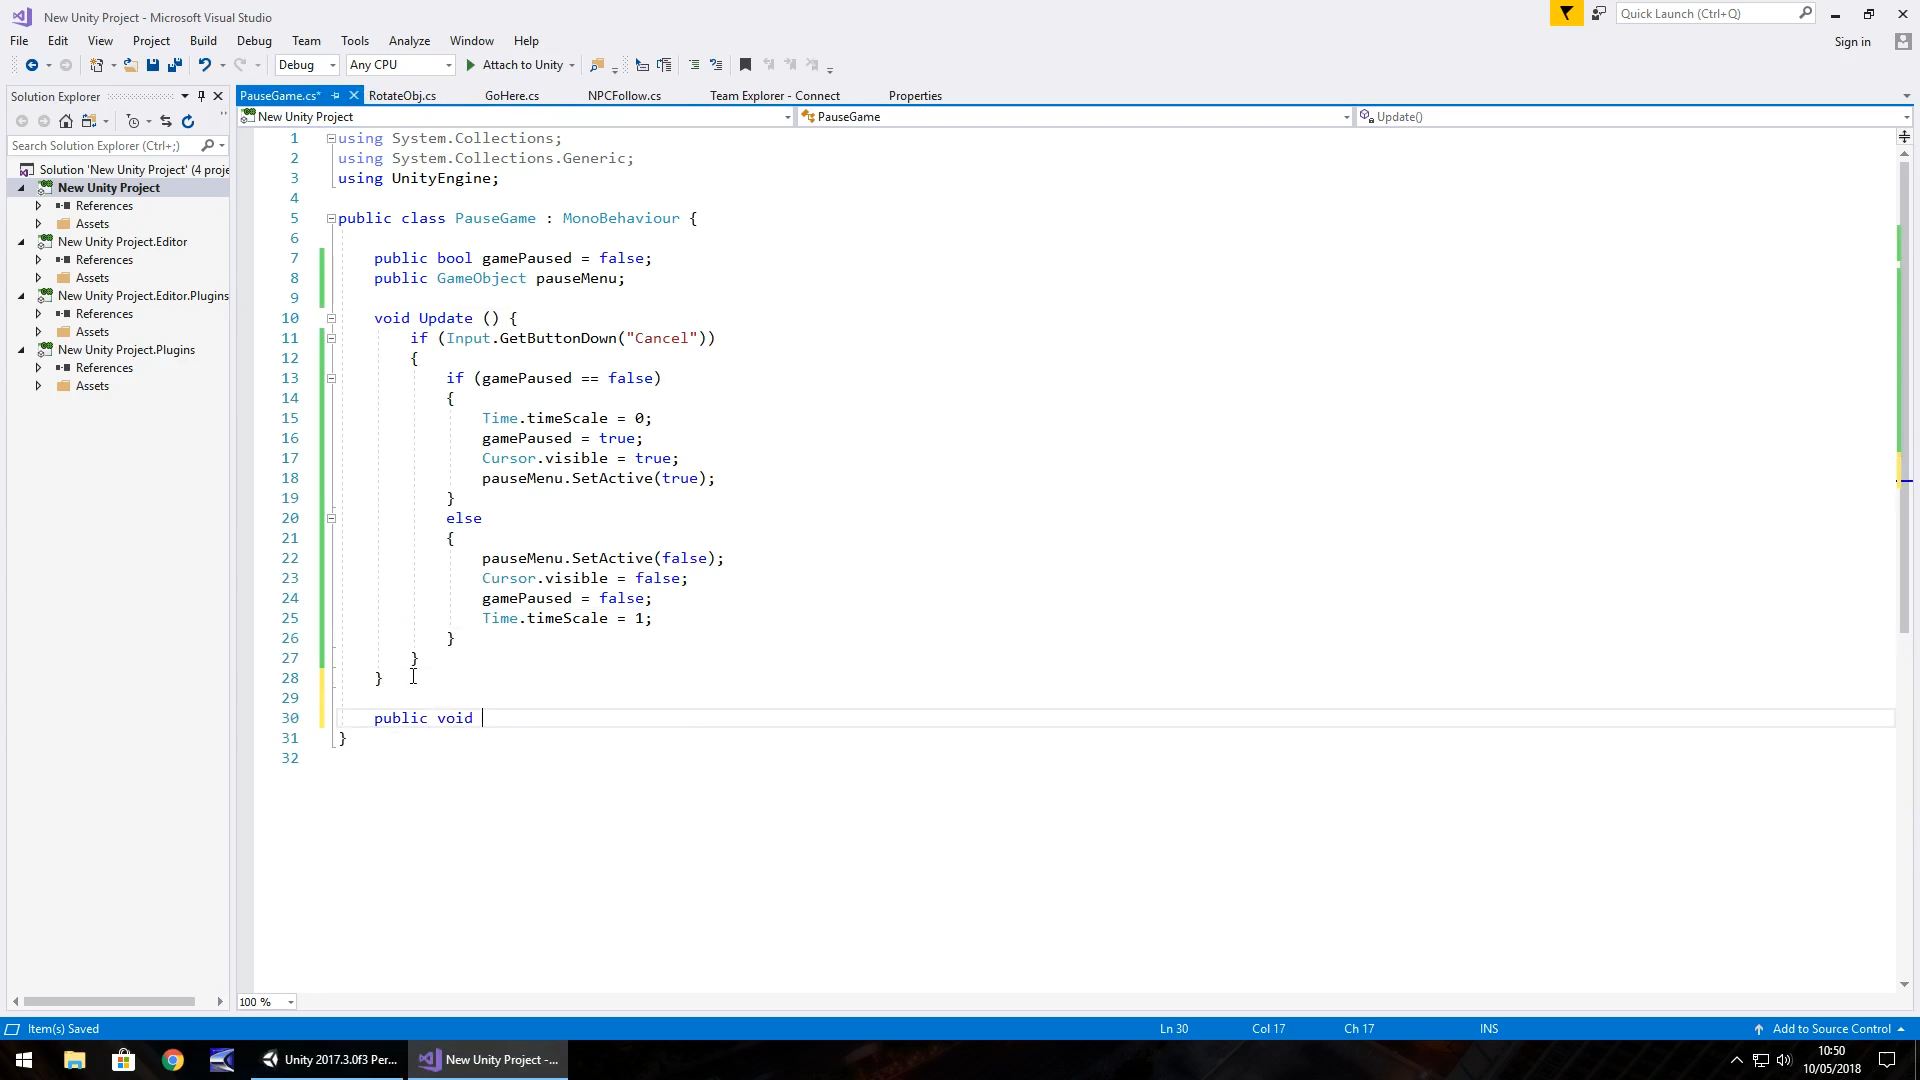 New Unity Project - Microsoft Visual Studio
Quick Launch (Ctrl+Q)
File Edit View Project Build Debug Team Tools Analyze Window Help
Sign in
Debug Any CPU Attach to Unity
Solution Explorer
PauseGame.cs* RotateObj.cs GoHere.cs NPCFollow.cs Team Explorer - Connect Properties
New Unity Project PauseGame Update()
Search Solution Explorer (Ctrl+;)
Solution 'New Unity Project' (4 proje
New Unity Project
References
Assets
New Unity Project.Editor
References
Assets
New Unity Project.Editor.Plugins
References
Assets
New Unity Project.Plugins
References
Assets
1 using System.Collections;
2 using System.Collections.Generic;
3 using UnityEngine;
4
5 public class PauseGame : MonoBehaviour {
6
7 public bool gamePaused = false;
8 public GameObject pauseMenu;
9
10 void Update () {
11 if (Input.GetButtonDown("Cancel"))
12 {
13 if (gamePaused == false)
14 {
15 Time.timeScale = 0;
16 gamePaused = true;
17 Cursor.visible = true;
18 pauseMenu.SetActive(true);
19 }
20 else
21 {
22 pauseMenu.SetActive(false);
23 Cursor.visible = false;
24 gamePaused = false;
25 Time.timeScale = 1;
26 }
27 }
28 }
29
30 public void
31 }
32
100 %
Item(s) Saved Ln 30 Col 17 Ch 17 INS Add to Source Control
Unity 2017.3.0f3 Per... New Unity Project -...
10:50
10/05/2018